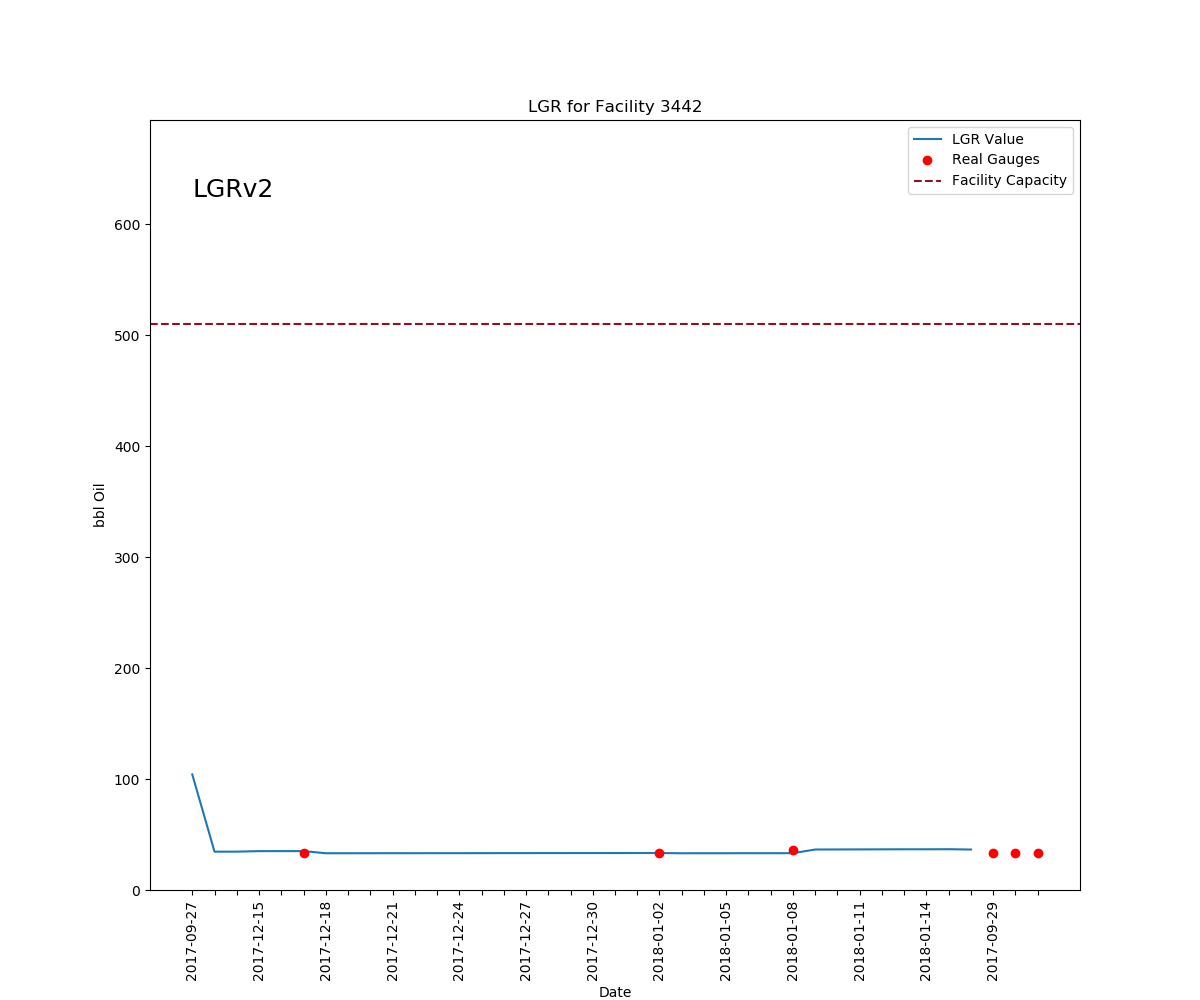 LGR for Facility 3442
LGRv2
LGR Value
Real Gauges
Facility Capacity
600
500
400
300
200
100
0
bbl Oil
2017-09-27
2017-12-15
2017-12-18
2017-12-21
2017-12-24
2017-12-27
2017-12-30
2018-01-02
2018-01-05
2018-01-08
2018-01-11
2018-01-14
2017-09-29
Date